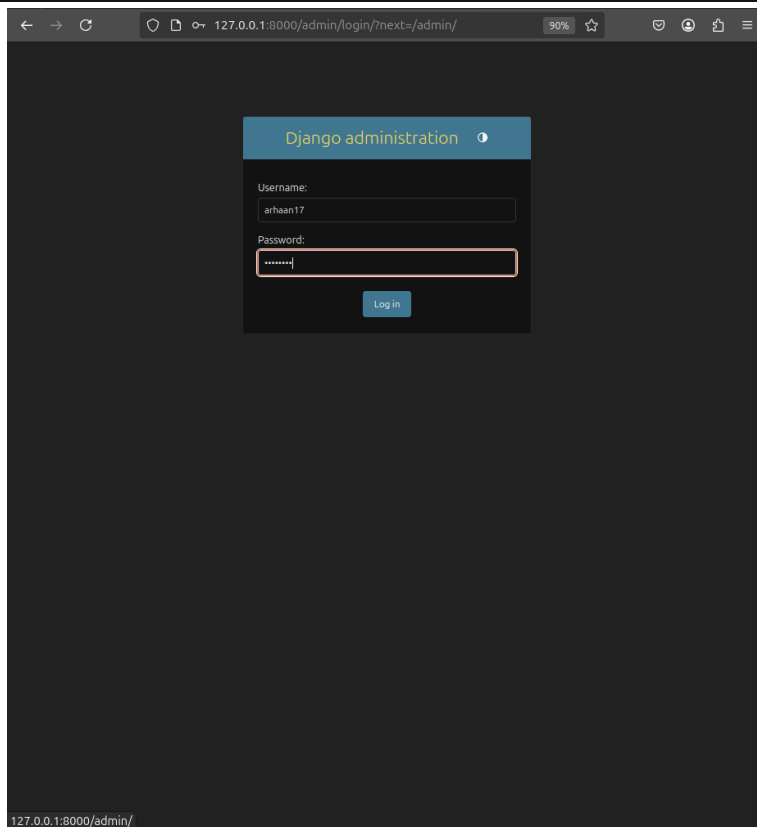 127.0.0.1:8000/admin/login/?next=/admin/ 90%
Django administration
Username:
arhaan17
Password:
••••••••
Log in
127.0.0.1:8000/admin/